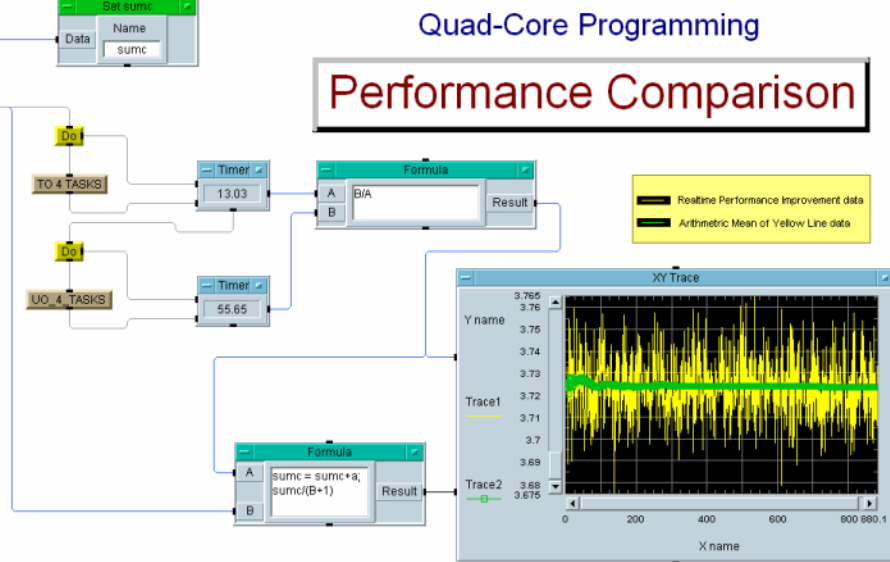 Set sumc
Name
Data
sumc
Quad-Core Programming
Performance Comparison
Do
TO 4 TASKS
Timer
13.03
Formula
A
B/A
B
Result
Realtime Performance Improvement data
Arithmetric Mean of Yellow Line data
Do
UO_4_TASKS
Timer
55.65
XY Trace
Y name
3.765
3.76
3.75
3.74
3.73
3.72
3.71
3.7
3.69
3.68
3.675
Trace1
Trace2
0
200
400
600
800 880.1
X name
Formula
A
sumc = sumc+a;
sumc/(B+1)
B
Result